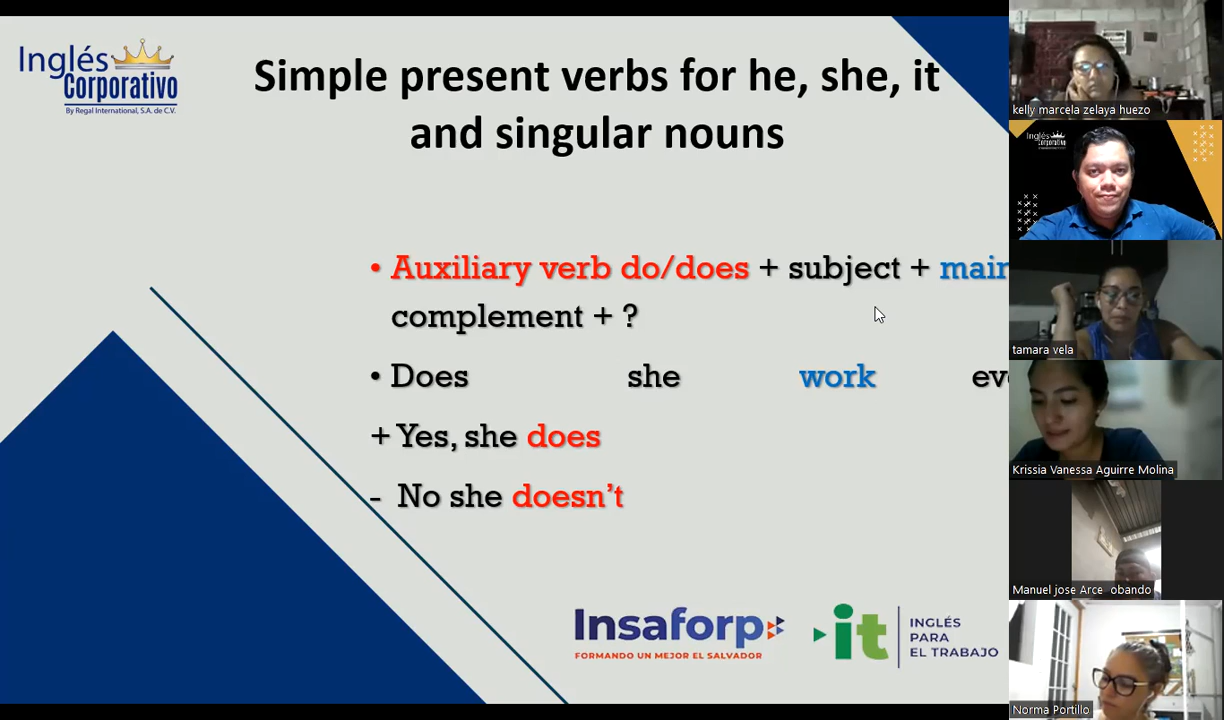 Inglés
Corporativo
By Regal International, S.A. de C.V.
Simple present verbs for he, she, it
and singular nouns
• Auxiliary verb do/does + subject +
complement + ?
• Does she work
+ Yes, she does
- No she doesn’t
Insaforp
FORMANDO UN MEJOR EL SALVADOR
it
INGLÉS
PARA
EL TRABAJO
kelly marcela zelaya huezo
Inglés
Corporativo
tamara vela
Krissia Vanessa Aguirre Molina
Manuel jose Arce obando
Norma Portillo